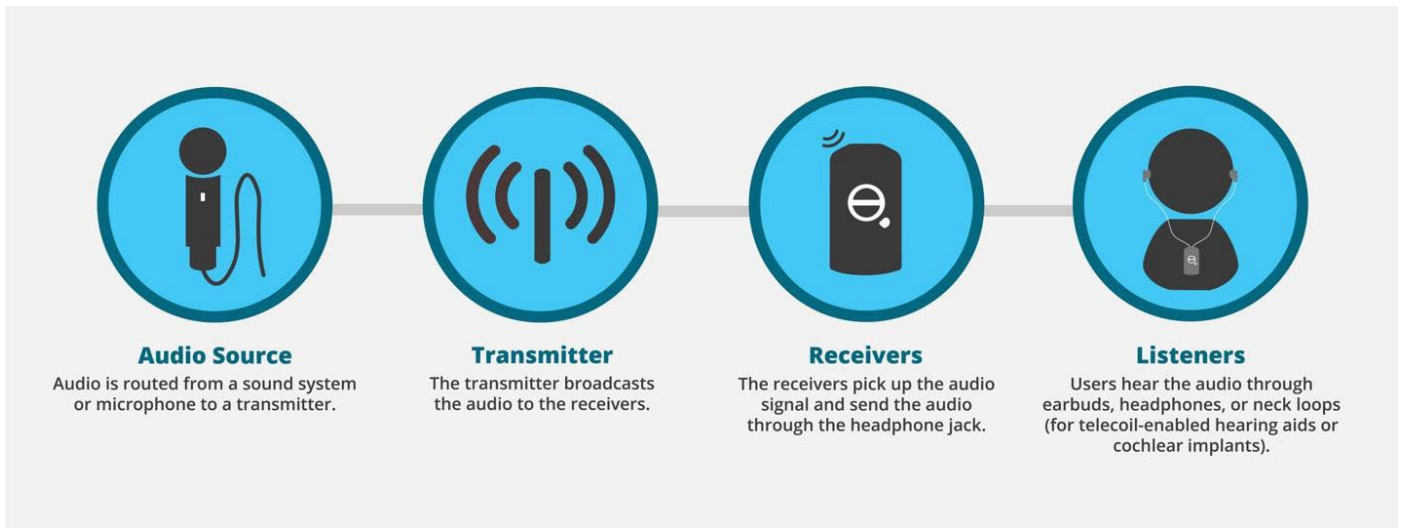 Audio Source
Audio is routed from a sound system
or microphone to a transmitter.
Transmitter
The transmitter broadcasts
the audio to the receivers.
Receivers
The receivers pick up the audio
signal and send the audio
through the headphone jack.
Listeners
Users hear the audio through
earbuds, headphones, or neck loops
(for telecoil-enabled hearing aids or
cochlear implants).